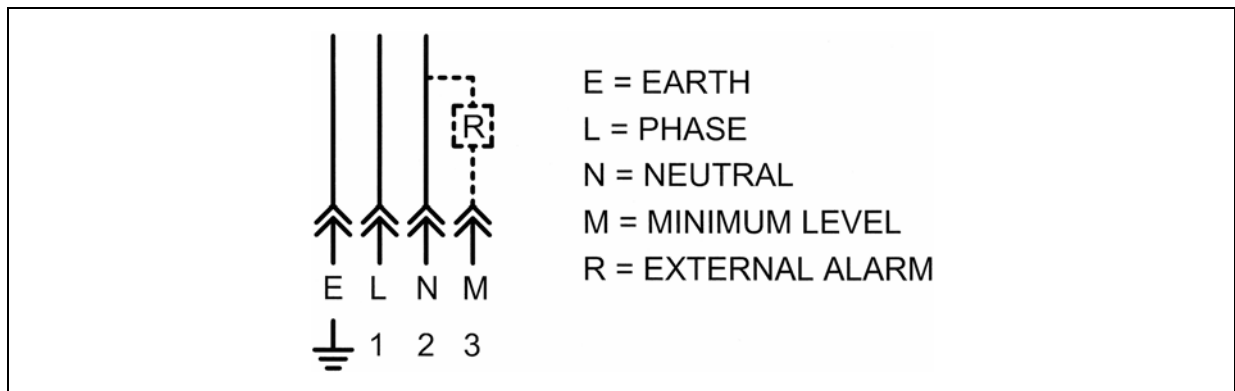 R
E L N M
1 2 3
E = EARTH
L = PHASE
N = NEUTRAL
M = MINIMUM LEVEL
R = EXTERNAL ALARM